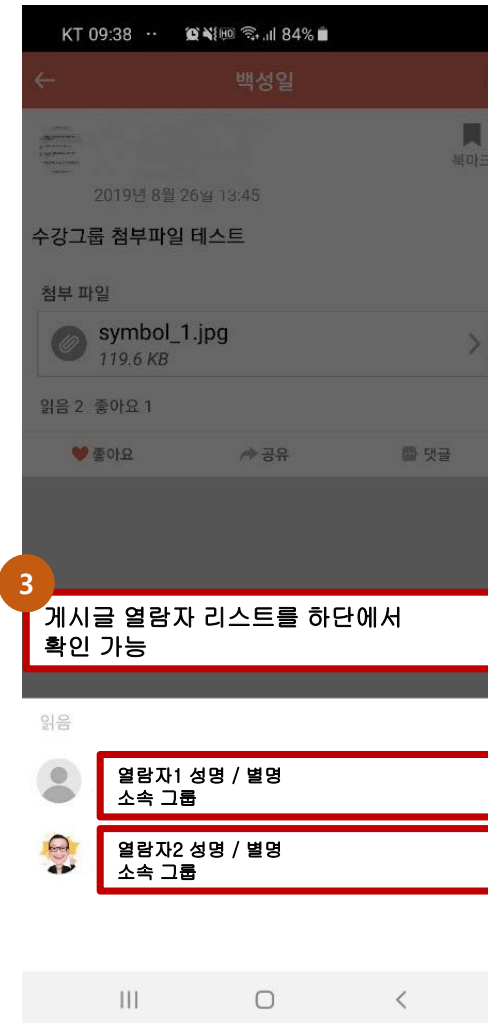 KT 09:38 ·· 84%
백성일
북마크
2019년 8월 26일 13:45
수강그룹 첨부파일 테스트
첨부 파일
symbol_1.jpg
119.6 KB
읽음 2 좋아요 1
좋아요 공유 댓글
3
게시글 열람자 리스트를 하단에서
확인 가능
읽음
열람자1 성명 / 별명
소속 그룹
열람자2 성명 / 별명
소속 그룹